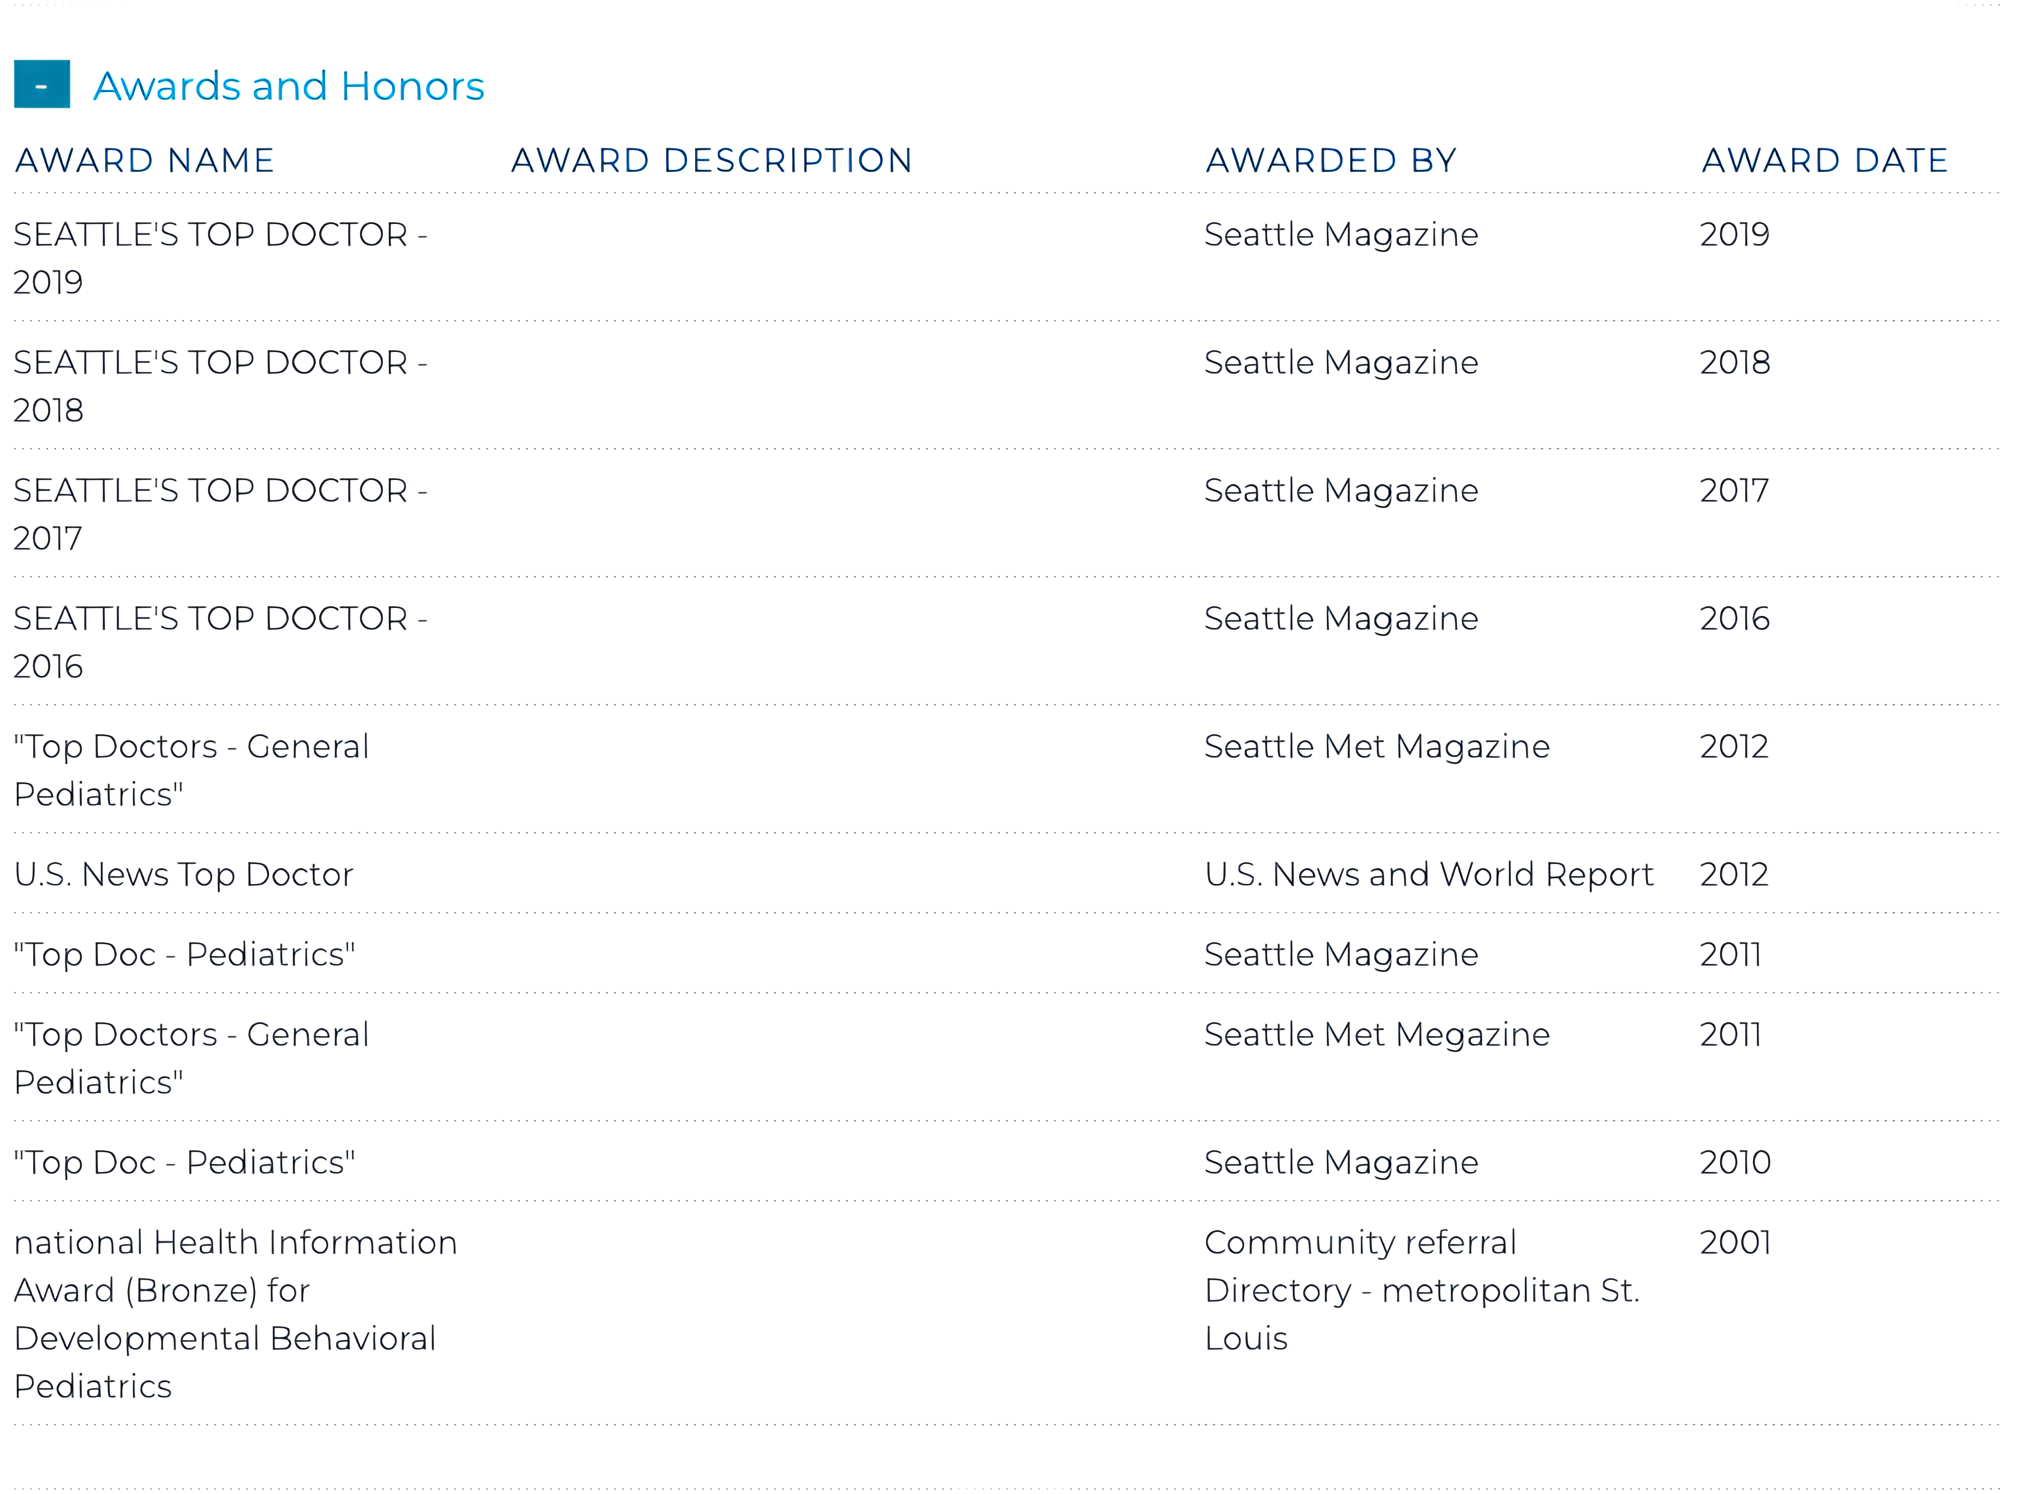 -
Awards and Honors
AWARD NAME AWARD DESCRIPTION AWARDED BY AWARD DATE
SEATTLE'S TOP DOCTOR - Seattle Magazine 2019
2019
SEATTLE'S TOP DOCTOR - Seattle Magazine 2018
2018
SEATTLE'S TOP DOCTOR - Seattle Magazine 2017
2017
SEATTLE'S TOP DOCTOR - Seattle Magazine 2016
2016
"Top Doctors - General Seattle Met Magazine 2012
Pediatrics"
U.S. News Top Doctor U.S. News and World Report 2012
"Top Doc - Pediatrics" Seattle Magazine 2011
"Top Doctors - General Seattle Met Megazine 2011
Pediatrics"
"Top Doc - Pediatrics" Seattle Magazine 2010
national Health Information Community referral 2001
Award (Bronze) for Directory - metropolitan St.
Developmental Behavioral Louis
Pediatrics